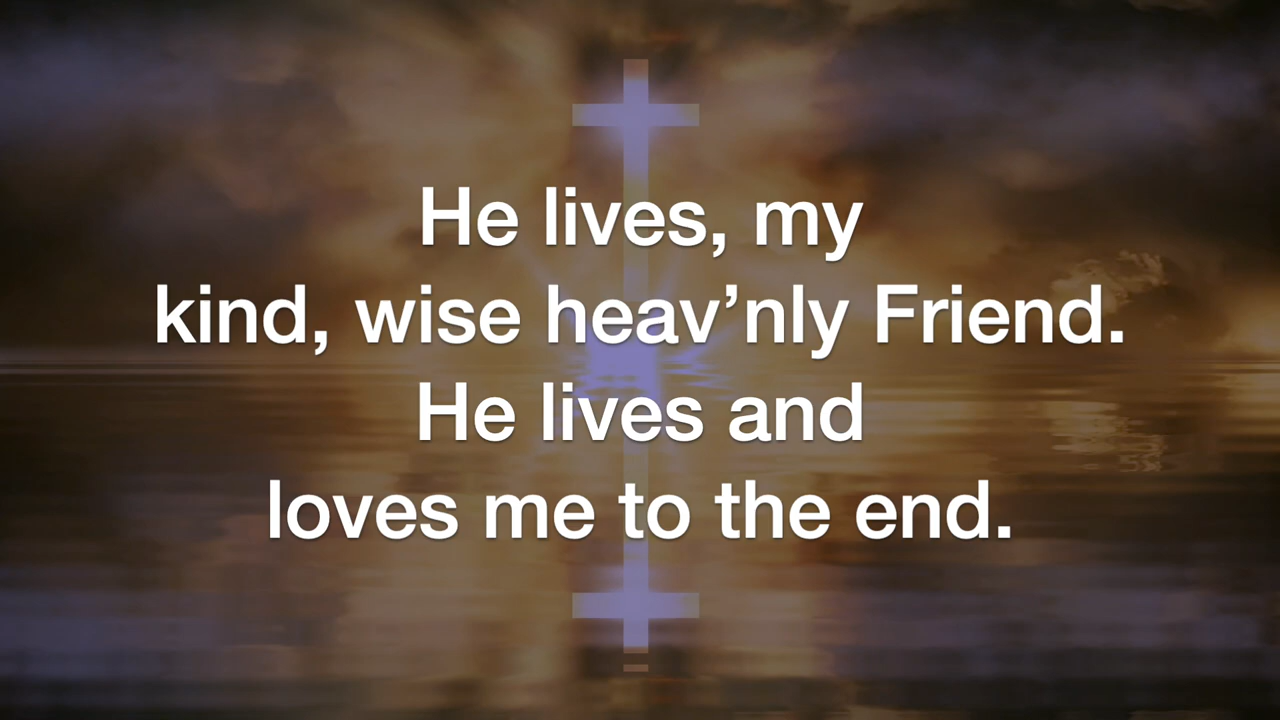 He lives, my
kind, wise heav’nly Friend.
He lives and
loves me to the end.